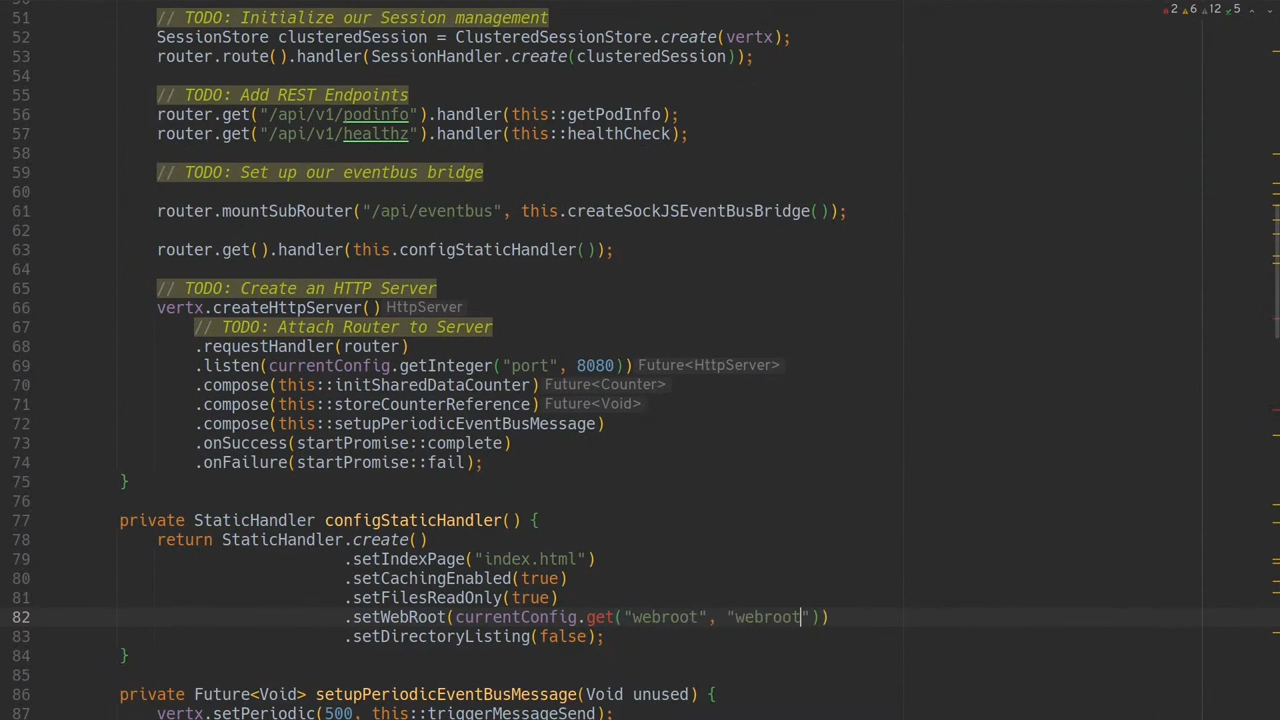 2 6 12 5
51 // TODO: Initialize our Session management
52 SessionStore clusteredSession = ClusteredSessionStore.create(vertx);
53 router.route().handler(SessionHandler.create(clusteredSession));
54
55 // TODO: Add REST Endpoints
56 router.get("/api/v1/podinfo").handler(this::getPodInfo);
57 router.get("/api/v1/healthz").handler(this::healthCheck);
58
59 // TODO: Set up our eventbus bridge
60
61 router.mountSubRouter("/api/eventbus", this.createSockJSEventBusBridge());
62
63 router.get().handler(this.configStaticHandler());
64
65 // TODO: Create an HTTP Server
66 vertx.createHttpServer() HttpServer
67 // TODO: Attach Router to Server
68 .requestHandler(router)
69 .listen(currentConfig.getInteger("port", 8080)) Future<HttpServer>
70 .compose(this::initSharedDataCounter) Future<Counter>
71 .compose(this::storeCounterReference) Future<Void>
72 .compose(this::setupPeriodicEventBusMessage)
73 .onSuccess(startPromise::complete)
74 .onFailure(startPromise::fail);
75 }
76
77 private StaticHandler configStaticHandler() {
78 return StaticHandler.create()
79 .setIndexPage("index.html")
80 .setCachingEnabled(true)
81 .setFilesReadOnly(true)
82 .setWebRoot(currentConfig.get("webroot", "webroot"))
83 .setDirectoryListing(false);
84 }
85
86 private Future<Void> setupPeriodicEventBusMessage(Void unused) {
87 vertx.setPeriodic(500, this::triggerMessageSend);